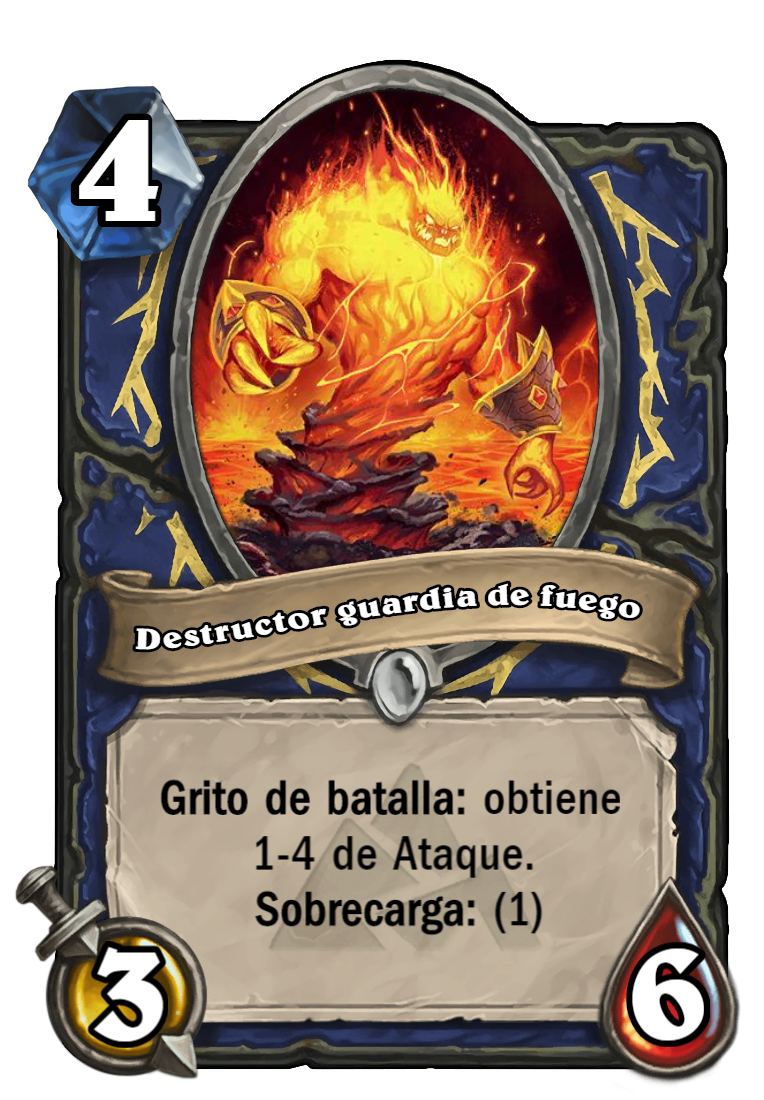 4
Destructor guardia de fuego
Grito de batalla: obtiene
1-4 de Ataque.
Sobrecarga: (1)
3
6